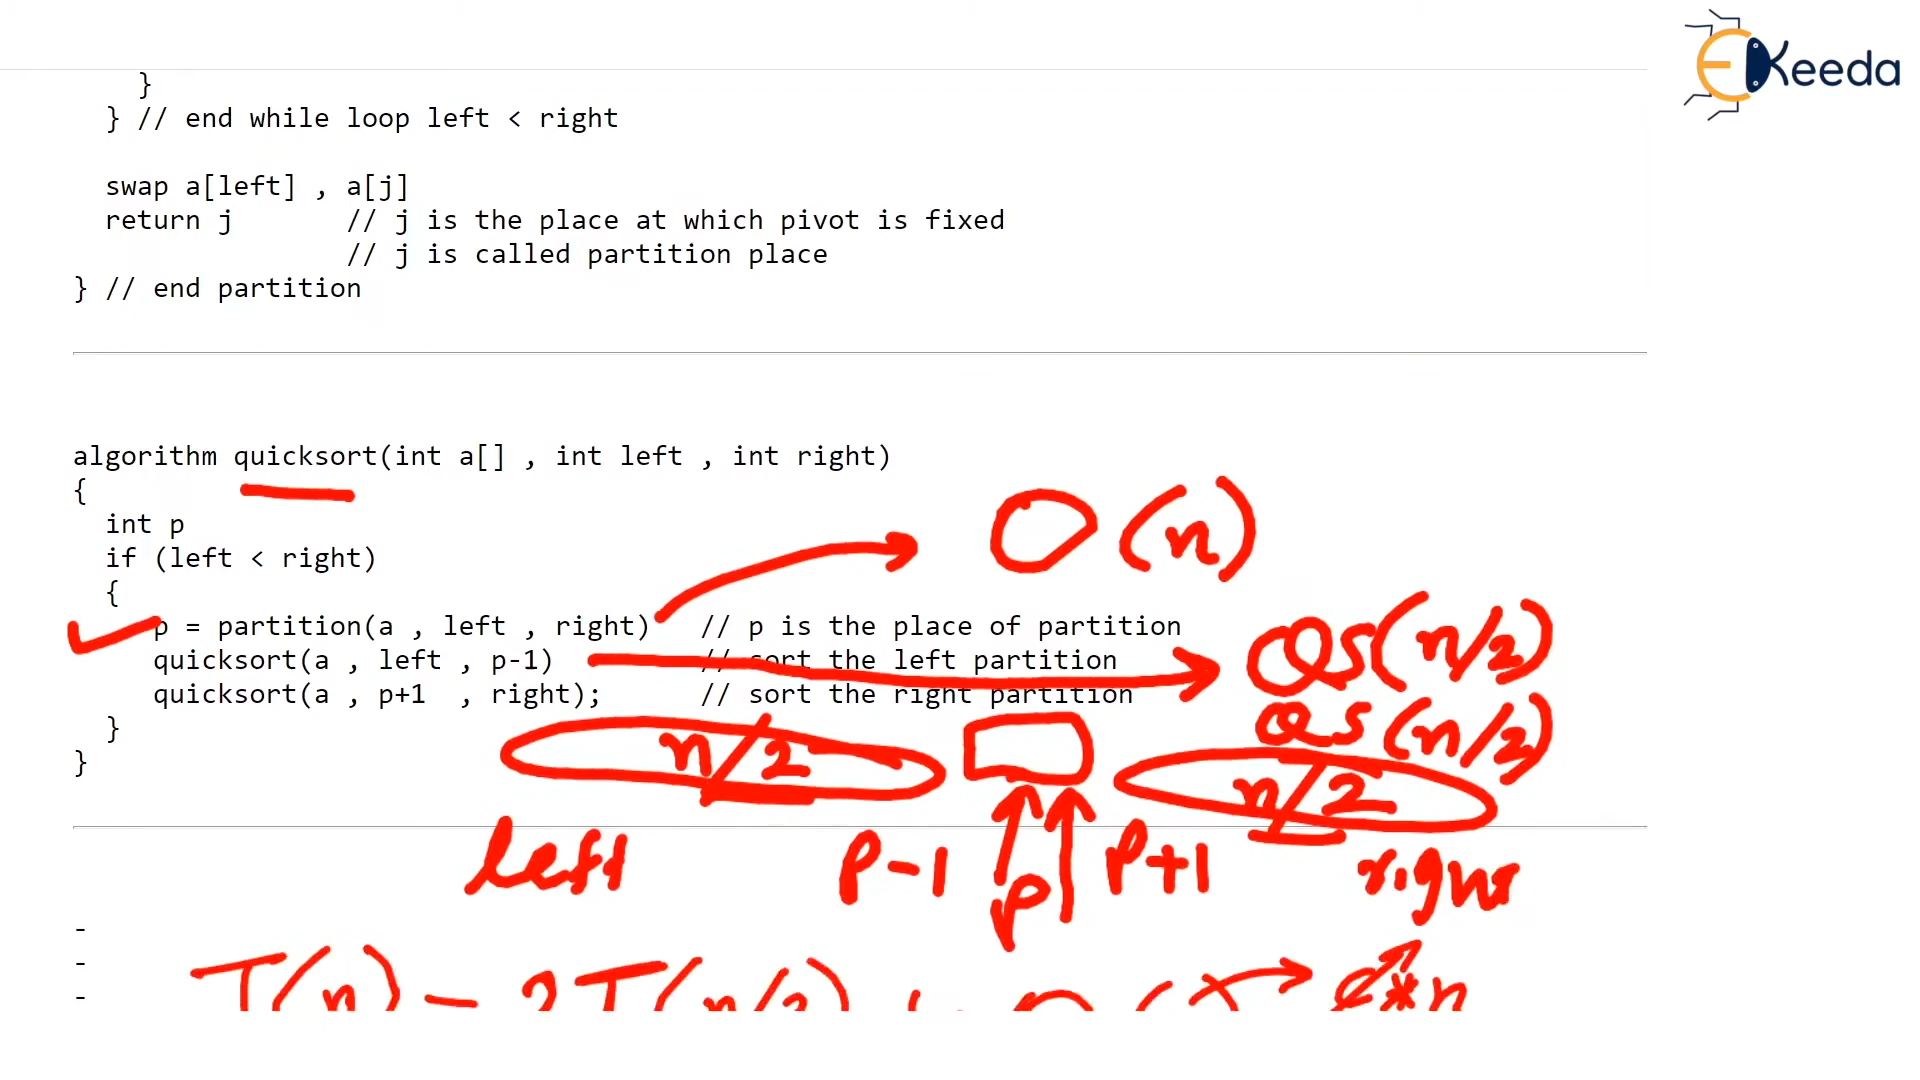 EKeeda
}
} // end while loop left < right
swap a[left] , a[j]
return j // j is the place at which pivot is fixed
// j is called partition place
} // end partition
algorithm quicksort(int a[] , int left , int right)
{
int p
if (left < right)
{
p = partition(a , left , right) // p is the place of partition
quicksort(a , left , p-1) // sort the left partition
quicksort(a , p+1 , right); // sort the right partition
}
}
O(n)
QS(n/2)
QS(n/2)
n/2 n/2
left p-1 p p+1 right
-
-
-
T(n) = 2T(n/2) + c*n